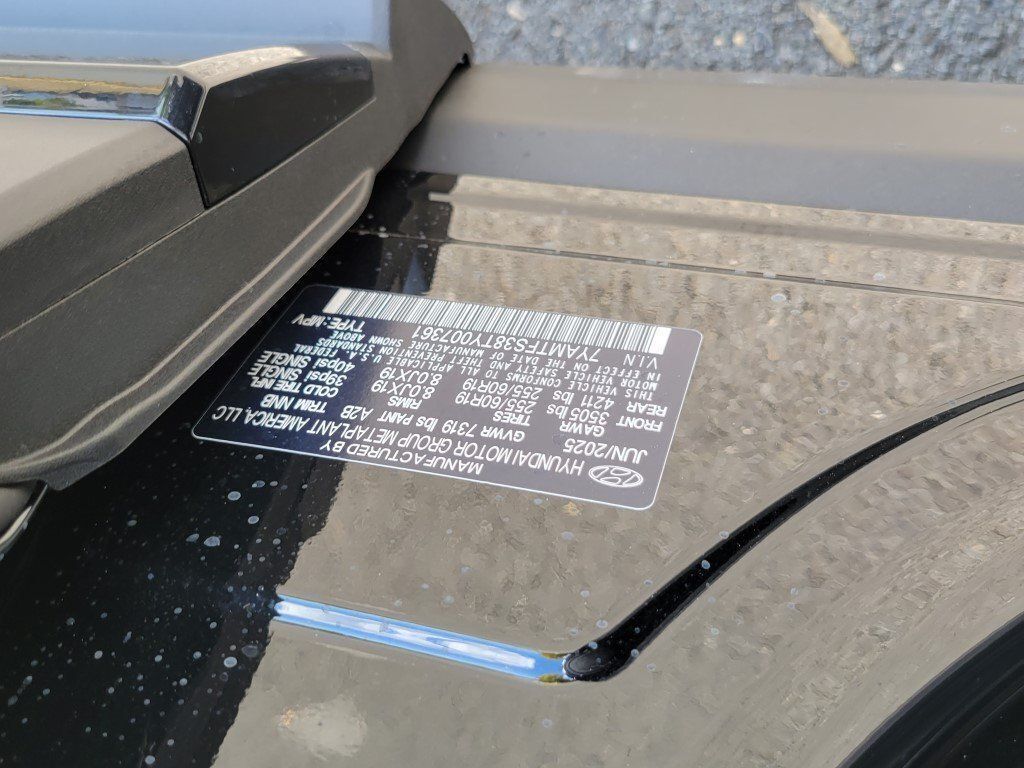 MANUFACTURED BY
HYUNDAI MOTOR GROUP METAPLANT AMERICA, LLC
JUN/2025 GVWR 7319 lbs PANT A2B TRIM NNB
GAWR TIRES RIMS COLD TIRE INFL
FRONT 3505 lbs 255/60R19 8.0JX19 39psi SINGLE
REAR 4211 lbs 255/60R19 8.0JX19 40psi SINGLE
THIS MOTOR VEHICLE CONFORMS TO ALL APPLICABLE U.S.A. FEDERAL
MOTOR VEHICLE SAFETY AND THEFT PREVENTION STANDARDS
IN EFFECT ON THE DATE OF MANUFACTURE SHOWN ABOVE
V.I.N 7YAMTFS38TY007361 TYPE:MPV